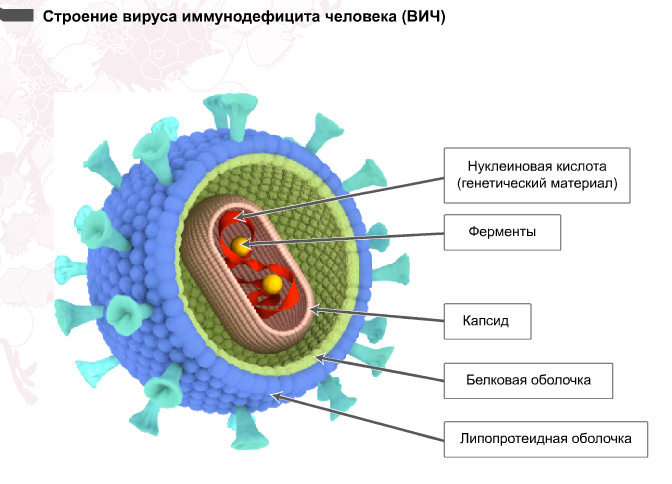 Строение вируса иммунодефицита человека (ВИЧ)
Нуклеиновая кислота
(генетический материал)
Ферменты
Капсид
Белковая оболочка
Липопротеидная оболочка